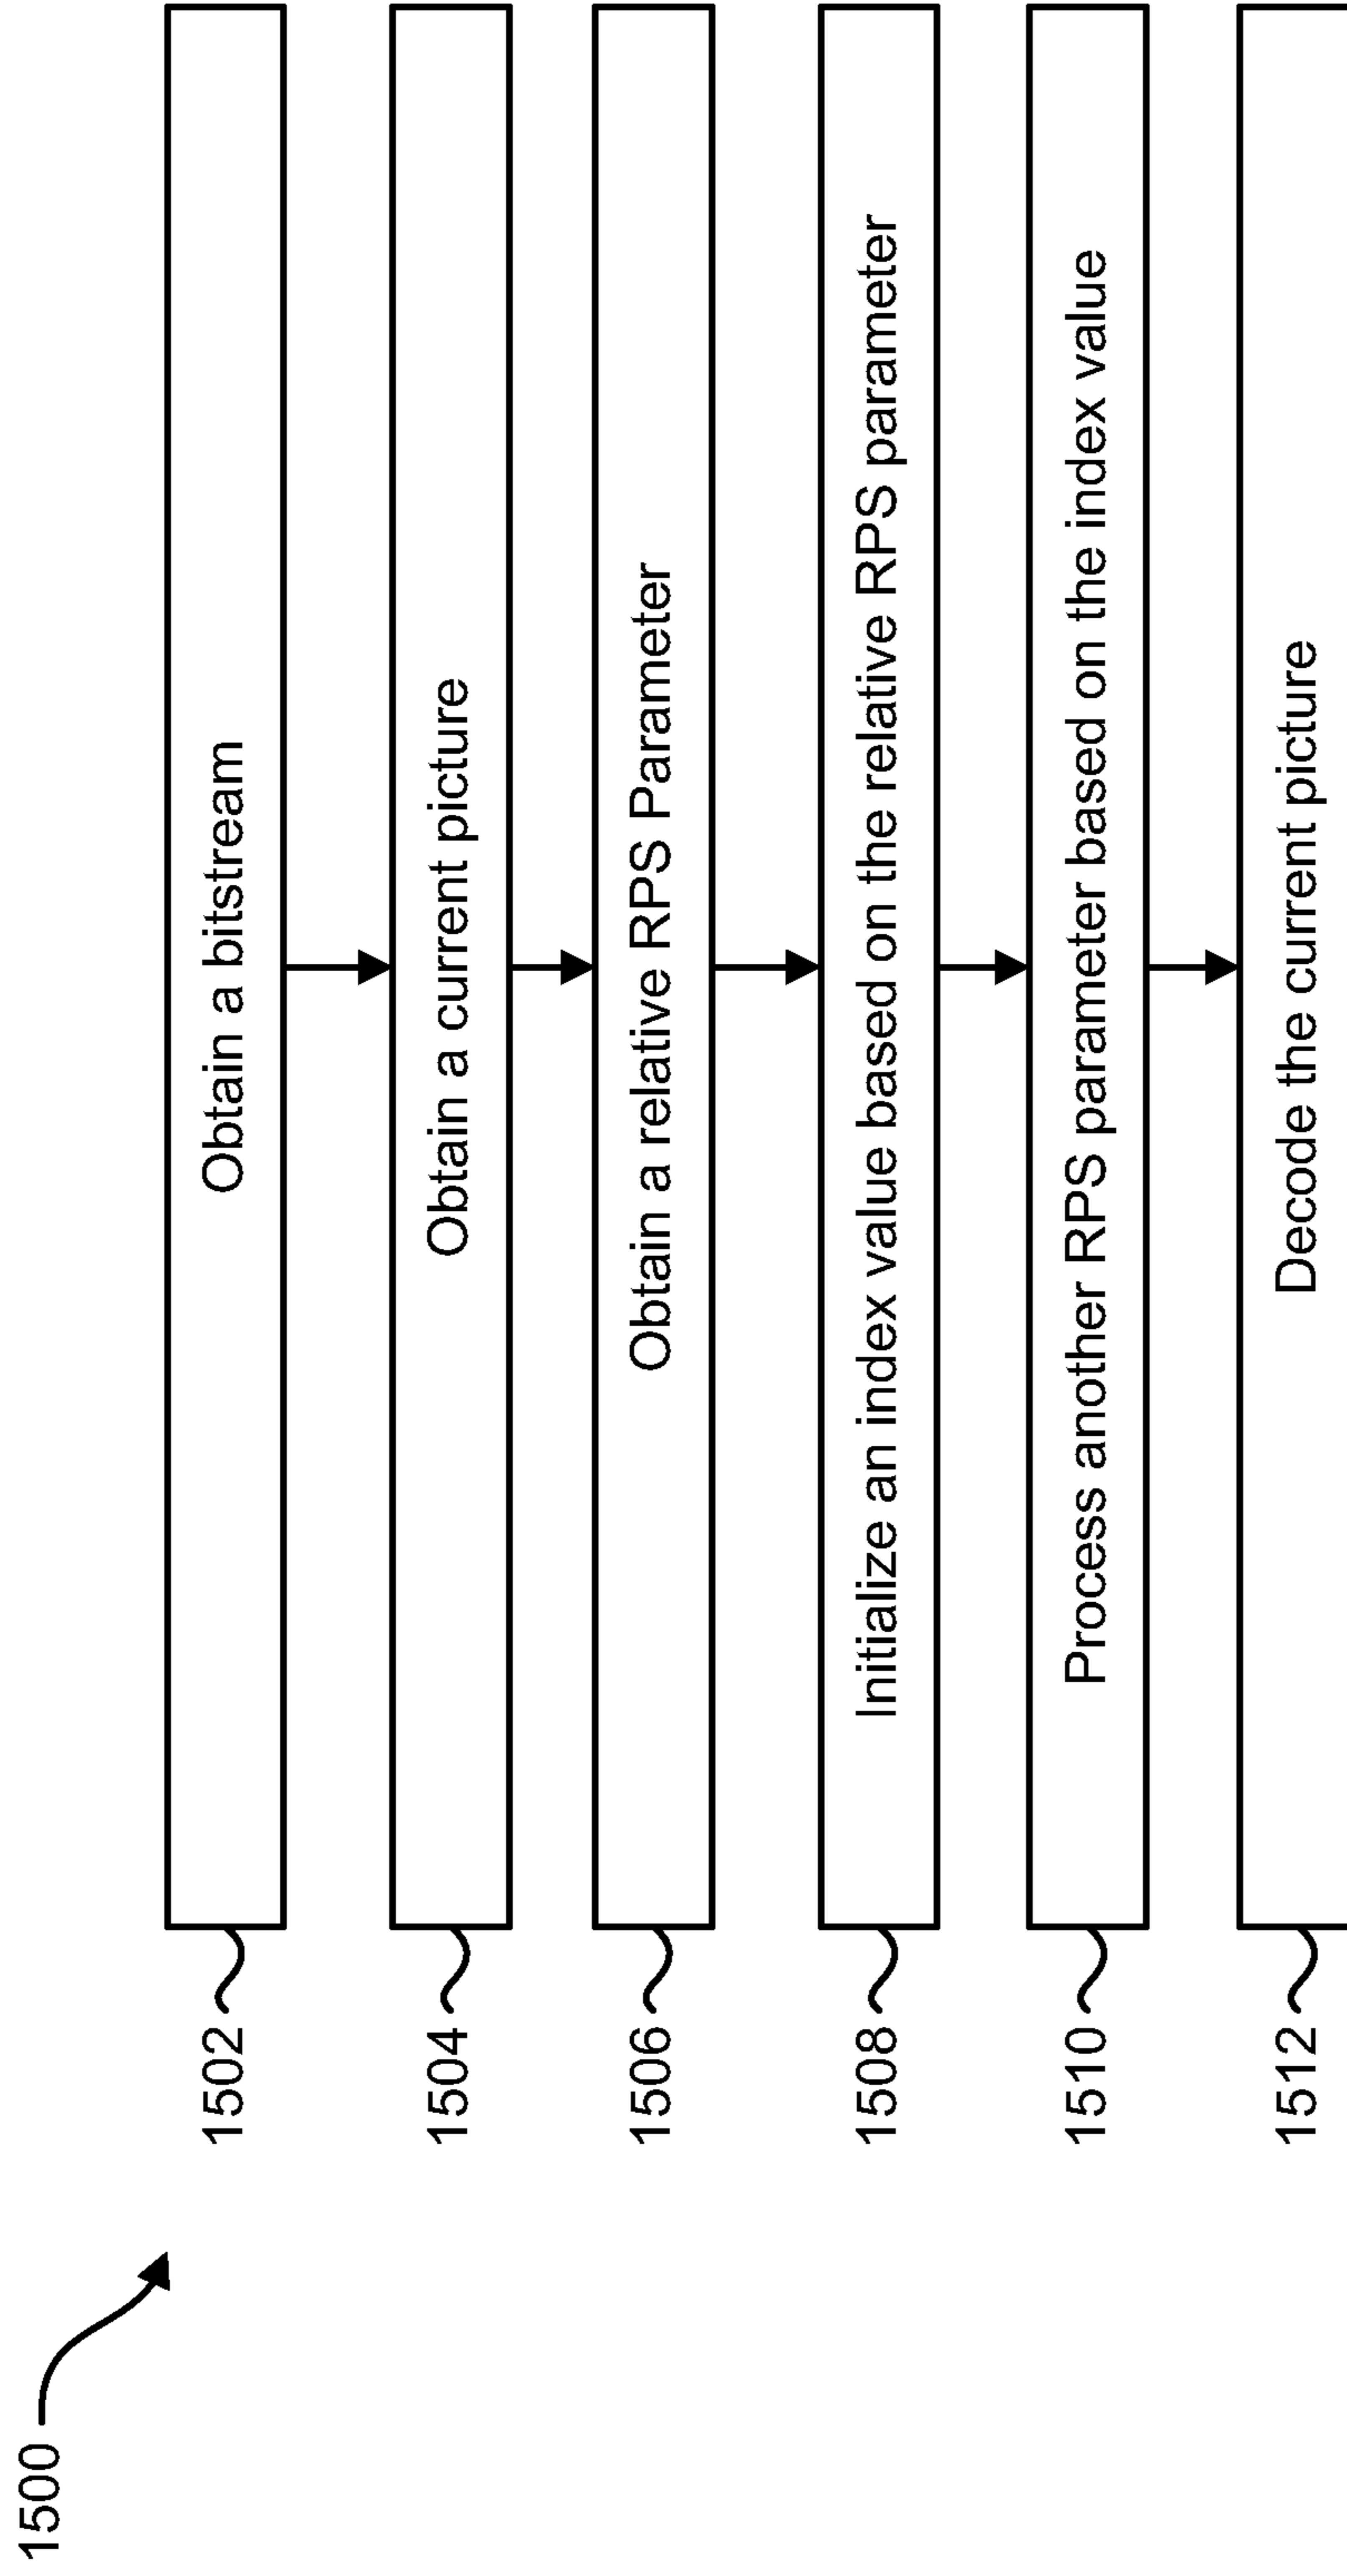 1500
1502
Obtain a bitstream
1504
Obtain a current picture
1506
Obtain a relative RPS Parameter
1508
Initialize an index value based on the relative RPS parameter
1510
Process another RPS parameter based on the index value
1512
Decode the current picture